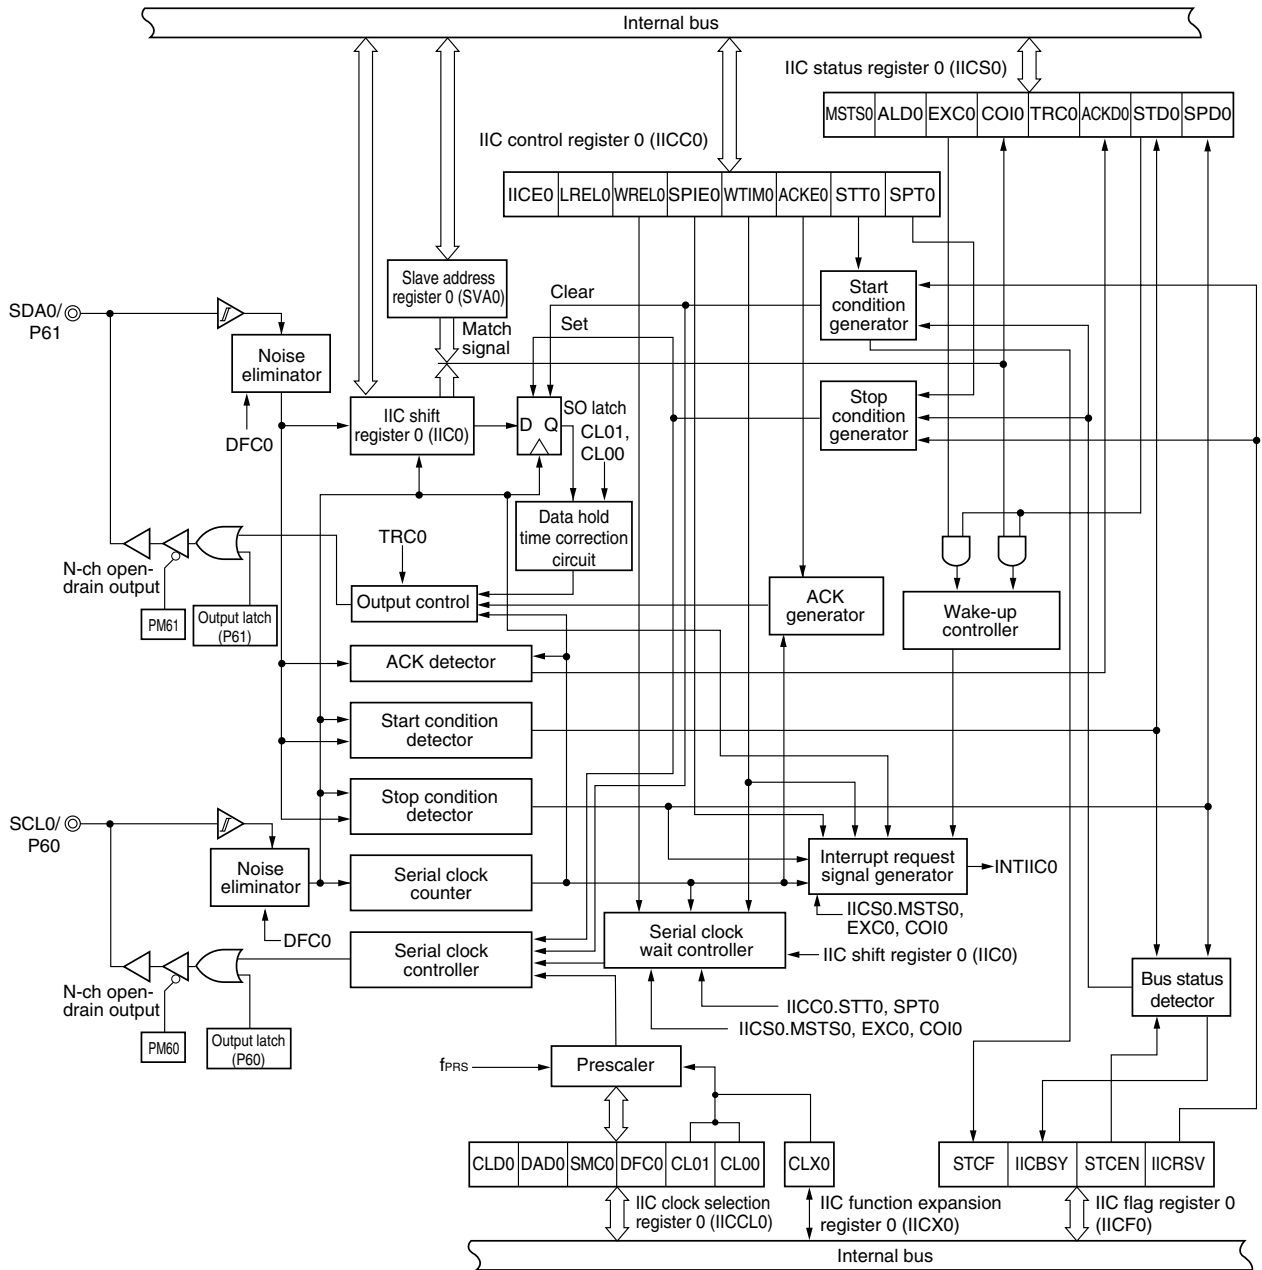 Internal bus
IIC status register 0 (IICS0)
MSTS0 ALD0 EXC0 COI0 TRC0 ACKD0 STD0 SPD0
IIC control register 0 (IICC0)
IICE0 LREL0 WREL0 SPIE0 WTIM0 ACKE0 STT0 SPT0
Slave address
register 0 (SVA0)
Clear
Set
Match
signal
Start
condition
generator
SDA0/
P61
Noise
eliminator
DFC0
IIC shift
register 0 (IIC0)
D Q
SO latch
CL01,
CL00
Stop
condition
generator
Data hold
time correction
circuit
TRC0
N-ch open-
drain output
PM61
Output latch
(P61)
Output control
ACK
generator
Wake-up
controller
ACK detector
Start condition
detector
Stop condition
detector
SCL0/
P60
Noise
eliminator
DFC0
Serial clock
counter
Interrupt request
signal generator
INTIIC0
IICS0.MSTS0,
EXC0, COI0
Serial clock
controller
Serial clock
wait controller
IIC shift register 0 (IIC0)
Bus status
detector
N-ch open-
drain output
PM60
Output latch
(P60)
IICC0.STT0, SPT0
IICS0.MSTS0, EXC0, COI0
fPRS
Prescaler
CLD0 DAD0 SMC0 DFC0 CL01 CL00
CLX0
STCF IICBSY STCEN IICRSV
IIC clock selection
register 0 (IICCL0)
IIC function expansion
register 0 (IICX0)
IIC flag register 0
(IICF0)
Internal bus